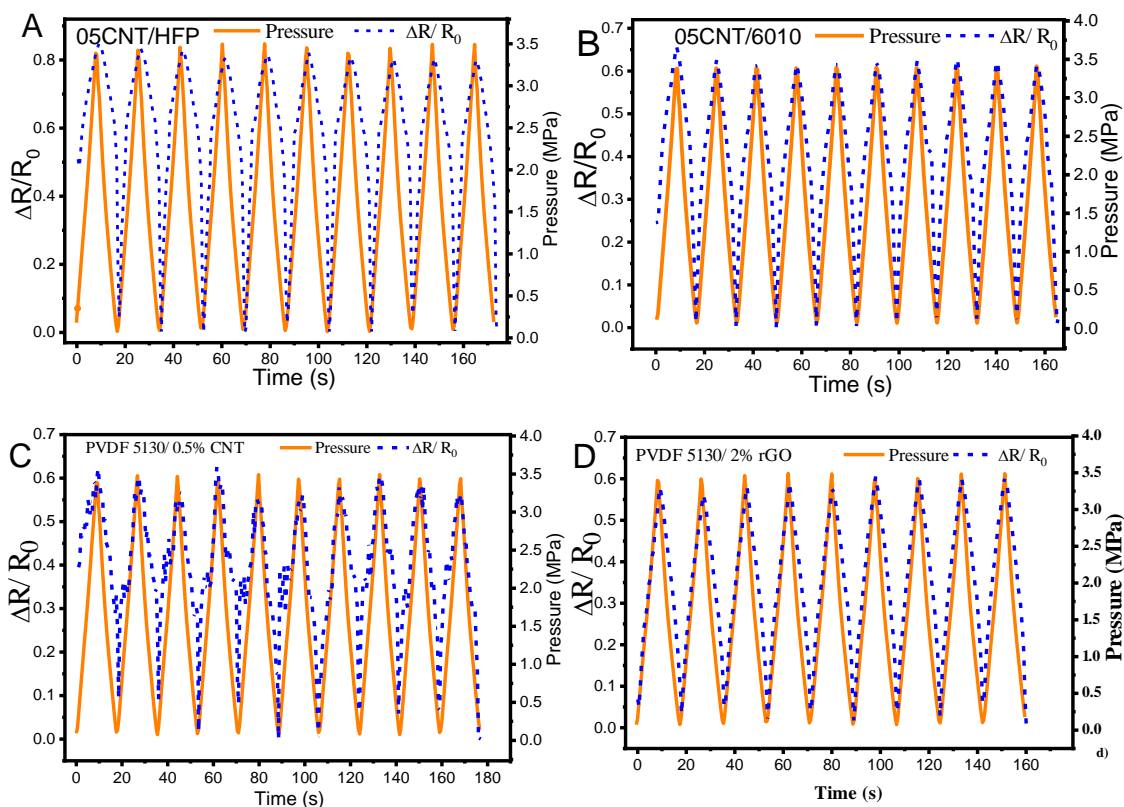 A
05CNT/HFP
Pressure
ΔR/ R0
0.8
0.6
0.4
0.2
0.0
ΔR/R0
3.5
3.0
2.5
2.0
1.5
1.0
0.5
0.0
Pressure (MPa)
0 20 40 60 80 100 120 140 160
Time (s)
B
05CNT/6010
Pressure
ΔR/ R0
0.7
0.6
0.5
0.4
0.3
0.2
0.1
0.0
ΔR/R0
4.0
3.5
3.0
2.5
2.0
1.5
1.0
0.5
0.0
Pressure (MPa)
0 20 40 60 80 100 120 140 160
Time (s)
C
PVDF 5130/ 0.5% CNT
Pressure
ΔR/ R0
0.7
0.6
0.5
0.4
0.3
0.2
0.1
0.0
ΔR/ R0
4.0
3.5
3.0
2.5
2.0
1.5
1.0
0.5
0.0
Pressure (MPa)
0 20 40 60 80 100 120 140 160 180
Time (s)
D
PVDF 5130/ 2% rGO
Pressure
ΔR/ R0
0.7
0.6
0.5
0.4
0.3
0.2
0.1
0.0
ΔR/ R0
4.0
3.5
3.0
2.5
2.0
1.5
1.0
0.5
0.0
Pressure (MPa)
d)
0 20 40 60 80 100 120 140 160
Time (s)